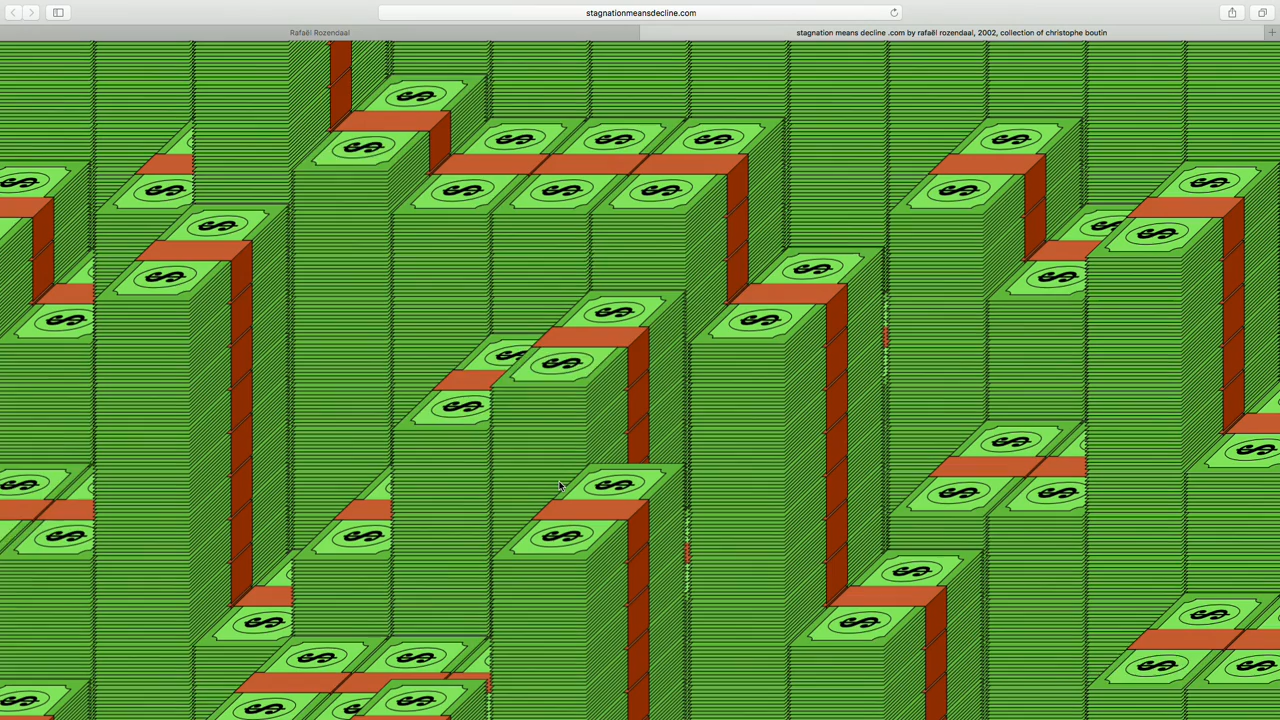 stagnationmeansdecline.com
Rafaël Rozendaal
stagnation means decline .com by rafaël rozendaal, 2002, collection of christophe boutin